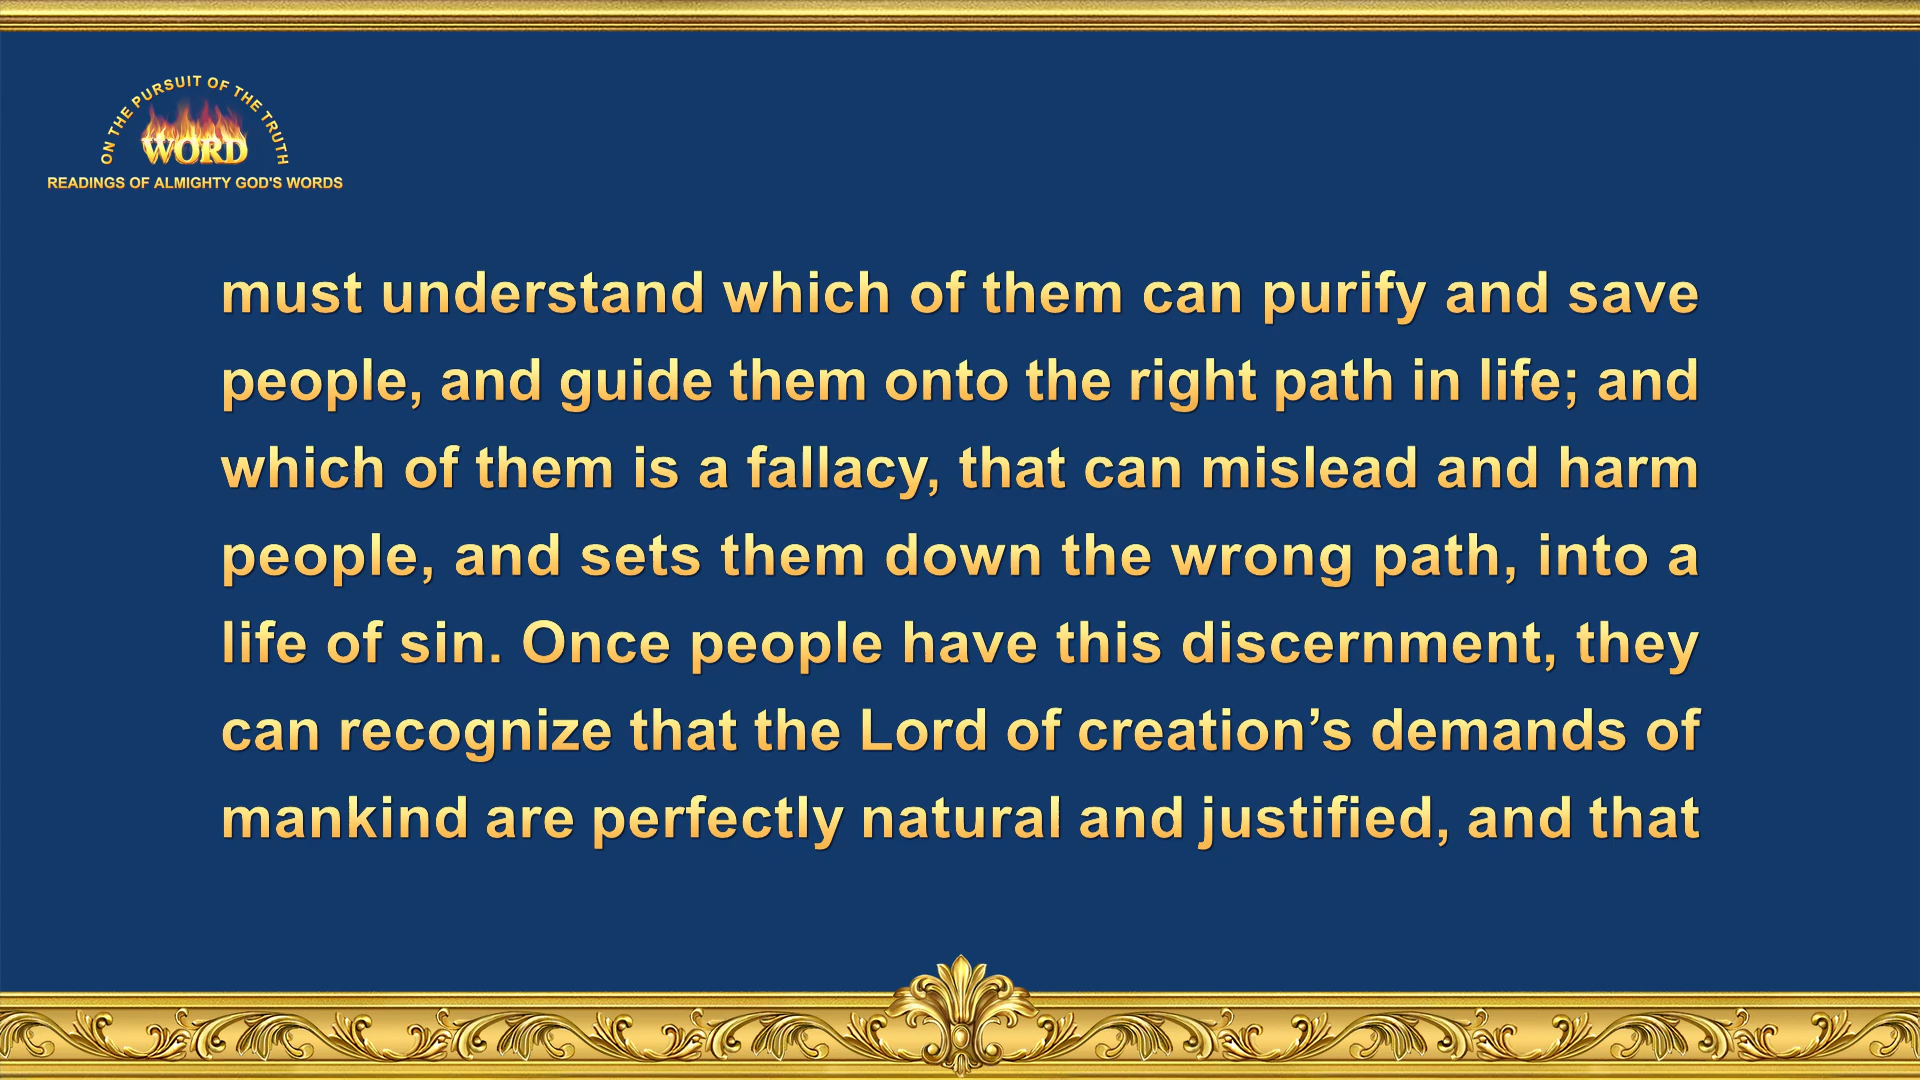 ON THE PURSUIT OF THE TRUTH
WORD
READINGS OF ALMIGHTY GOD'S WORDS
must understand which of them can purify and save
people, and guide them onto the right path in life; and
which of them is a fallacy, that can mislead and harm
people, and sets them down the wrong path, into a
life of sin. Once people have this discernment, they
can recognize that the Lord of creation’s demands of
mankind are perfectly natural and justified, and that